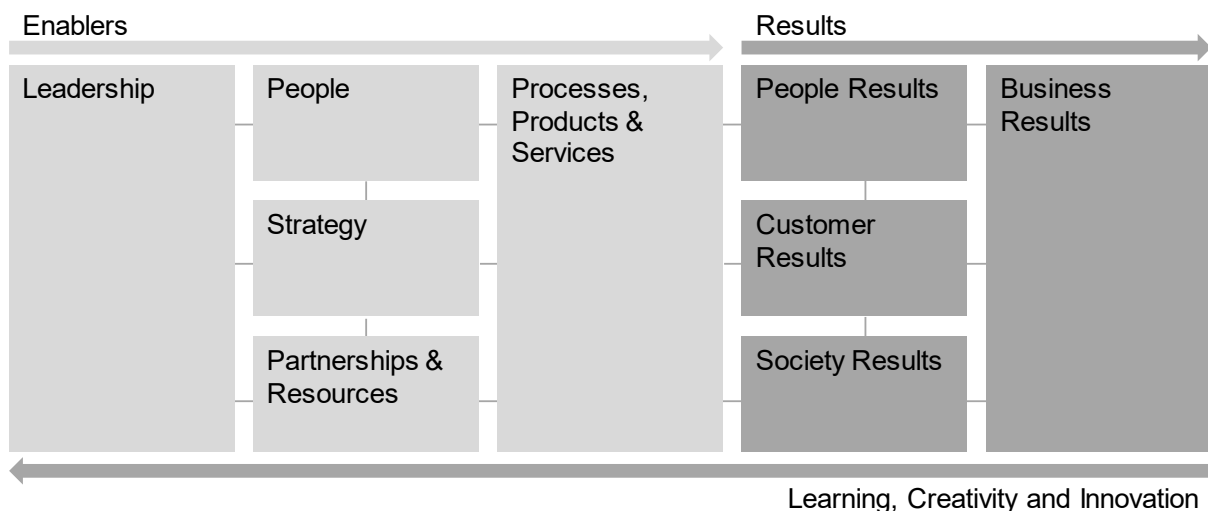 Enablers
Results
Leadership
People
Processes,
Products &
Services
People Results
Business
Results
Strategy
Customer
Results
Partnerships &
Resources
Society Results
Learning, Creativity and Innovation